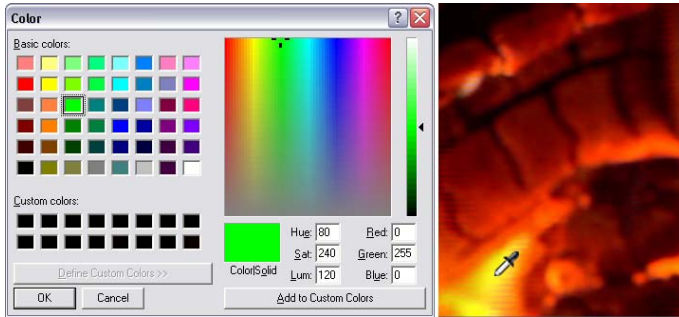 Color
Basic colors:
Custom colors:
Define Custom Colors >>
OK Cancel
Color|Solid
Hue: 80 Red: 0
Sat: 240 Green: 255
Lum: 120 Blue: 0
Add to Custom Colors